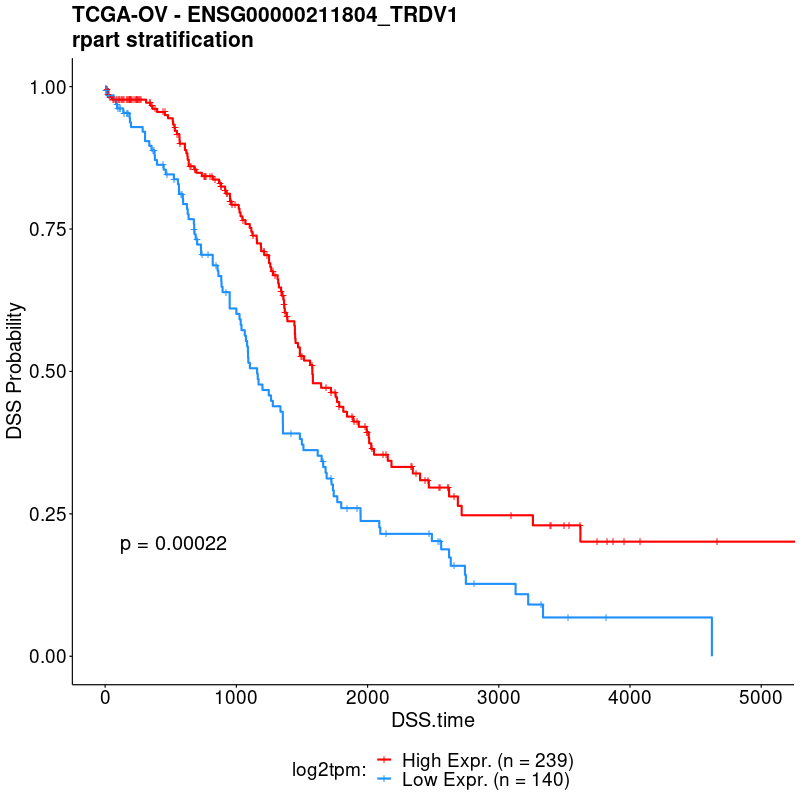 TCGA-OV - ENSG00000211804_TRDV1
rpart stratification
DSS Probability
1.00
0.75
0.50
0.25
0.00
p = 0.00022
0 1000 2000 3000 4000 5000
DSS.time
log2tpm:
High Expr. (n = 239)
Low Expr. (n = 140)